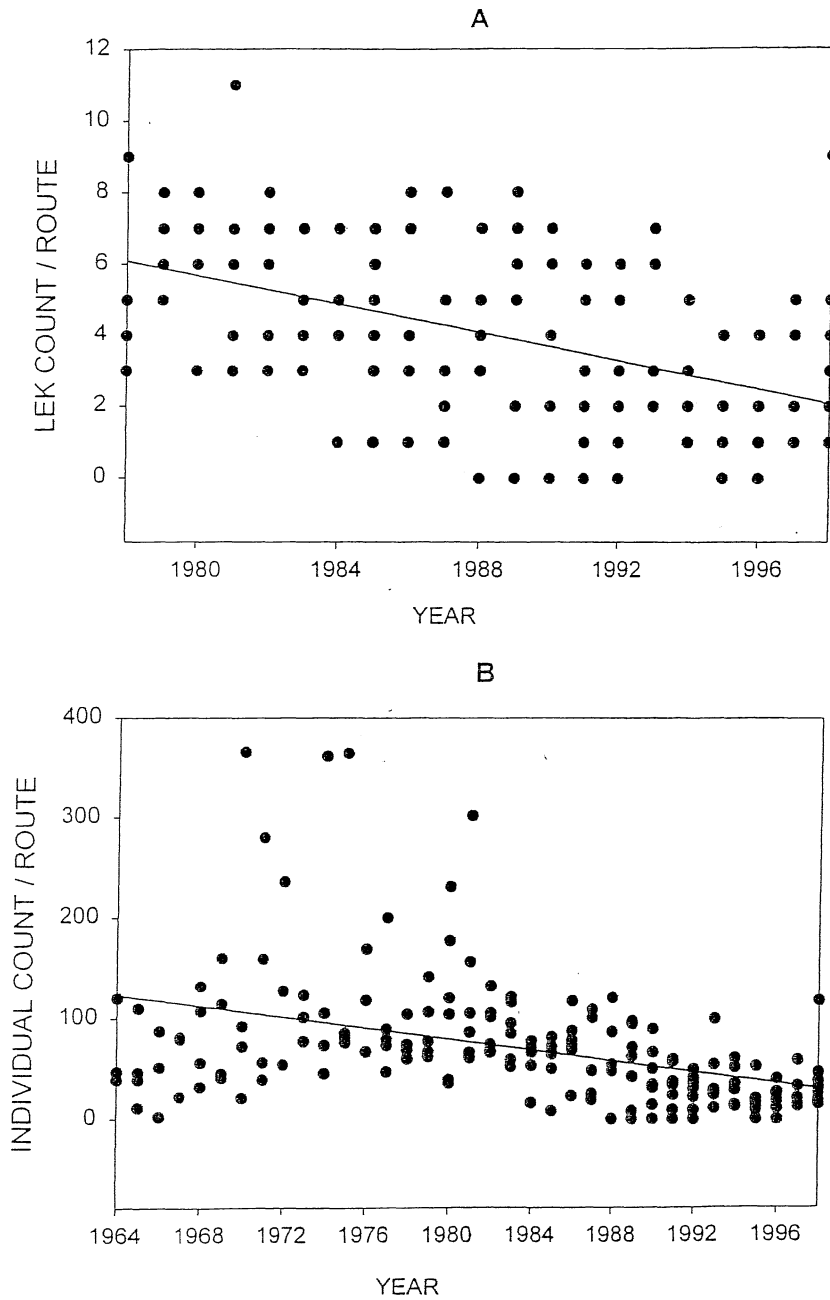 A
LEK COUNT / ROUTE
12
10
8
6
4
2
0
1980 1984 1988 1992 1996
YEAR
B
INDIVIDUAL COUNT / ROUTE
400
300
200
100
0
1964 1968 1972 1976 1980 1984 1988 1992 1996
YEAR